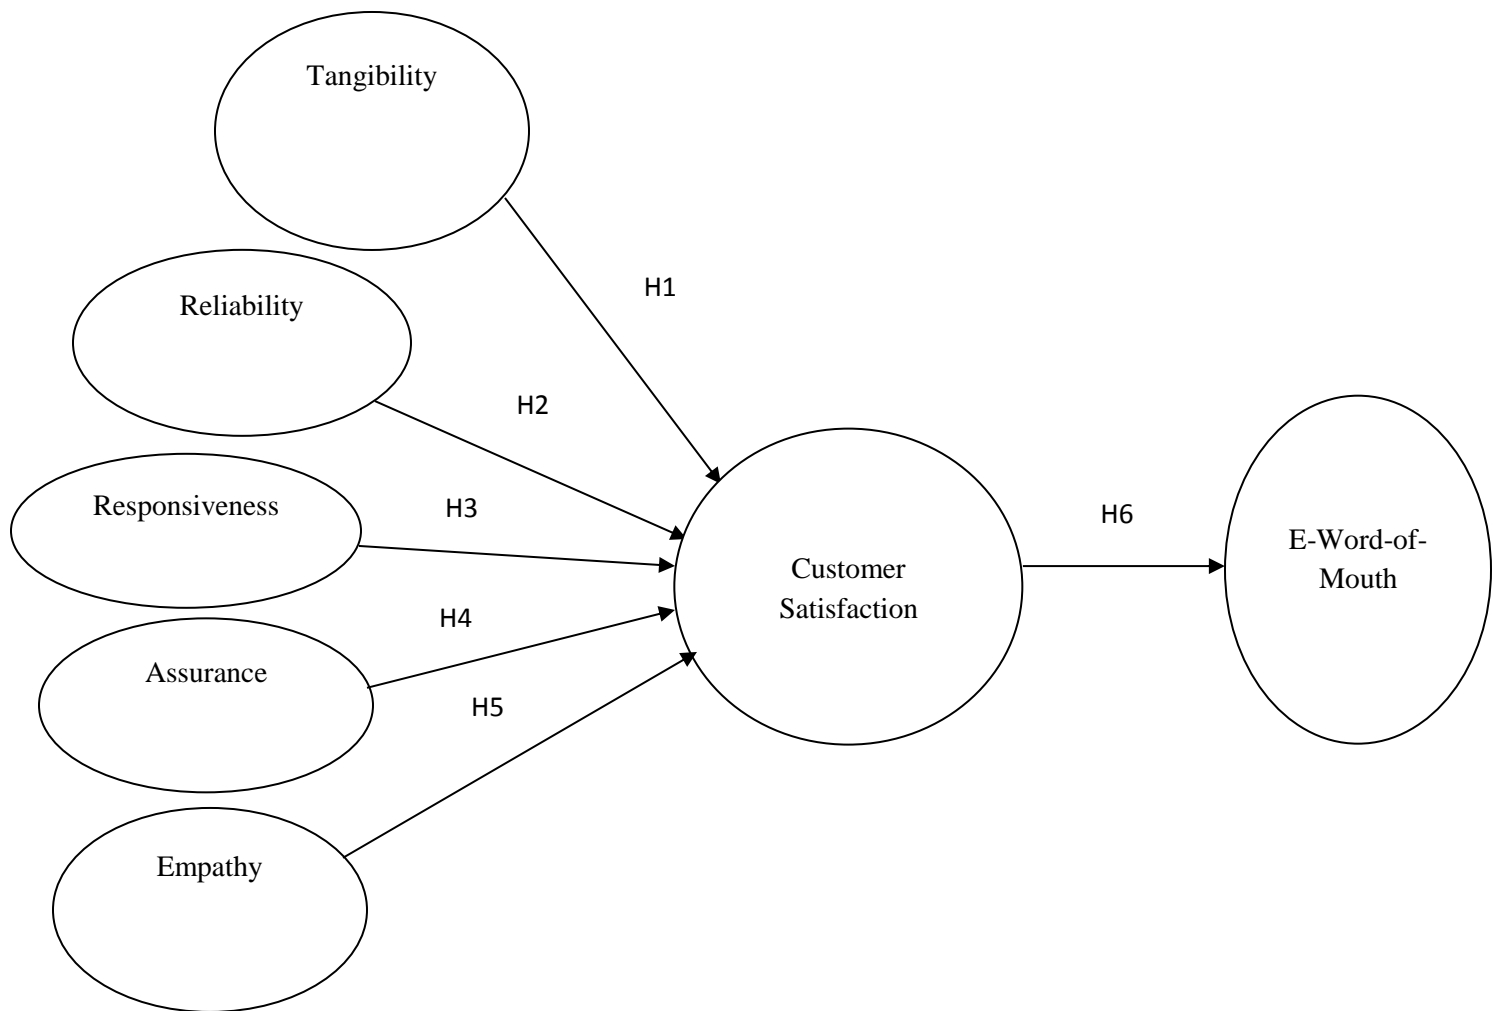 Tangibility
H1
Reliability
H2
Responsiveness
H3
Customer
Satisfaction
H6
E-Word-of-
Mouth
H4
Assurance
H5
Empathy